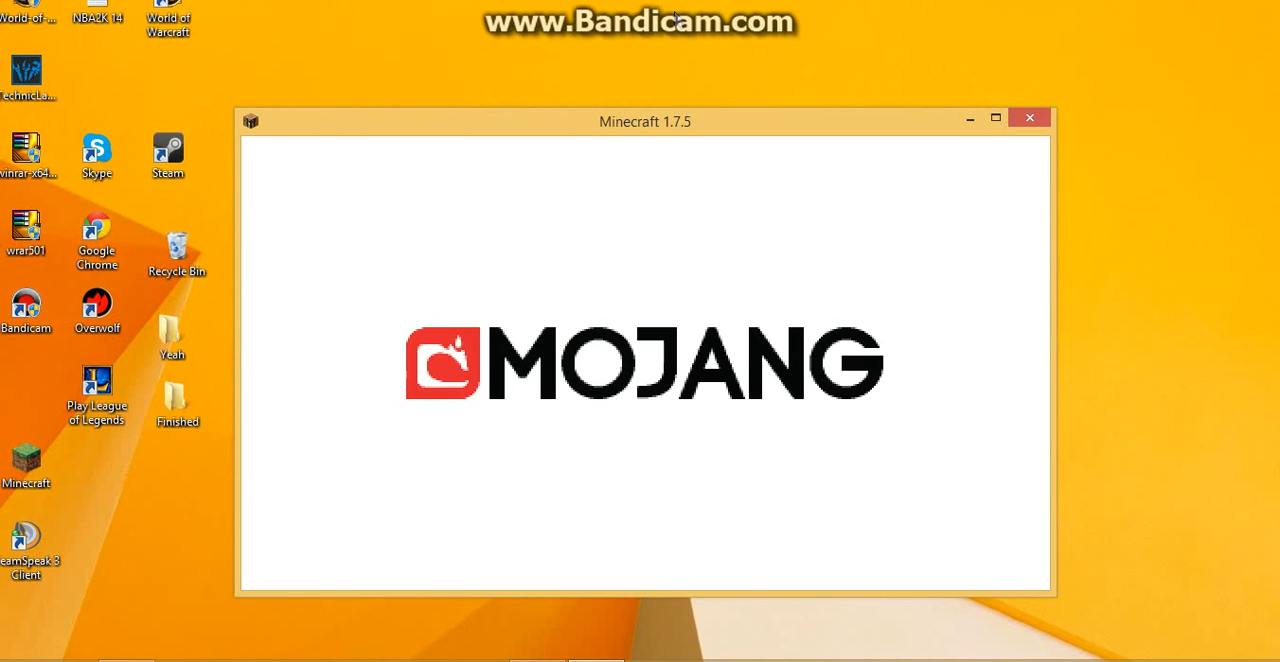 www.Bandicam.com
World-of-...
NBA2K 14
World of
Warcraft
TechnicLa...
winrar-x64...
Skype
Steam
wrar501
Google
Chrome
Recycle Bin
Bandicam
Overwolf
Yeah
Play League
of Legends
Finished
Minecraft
eamSpeak 3
Client
Minecraft 1.7.5
MOJANG